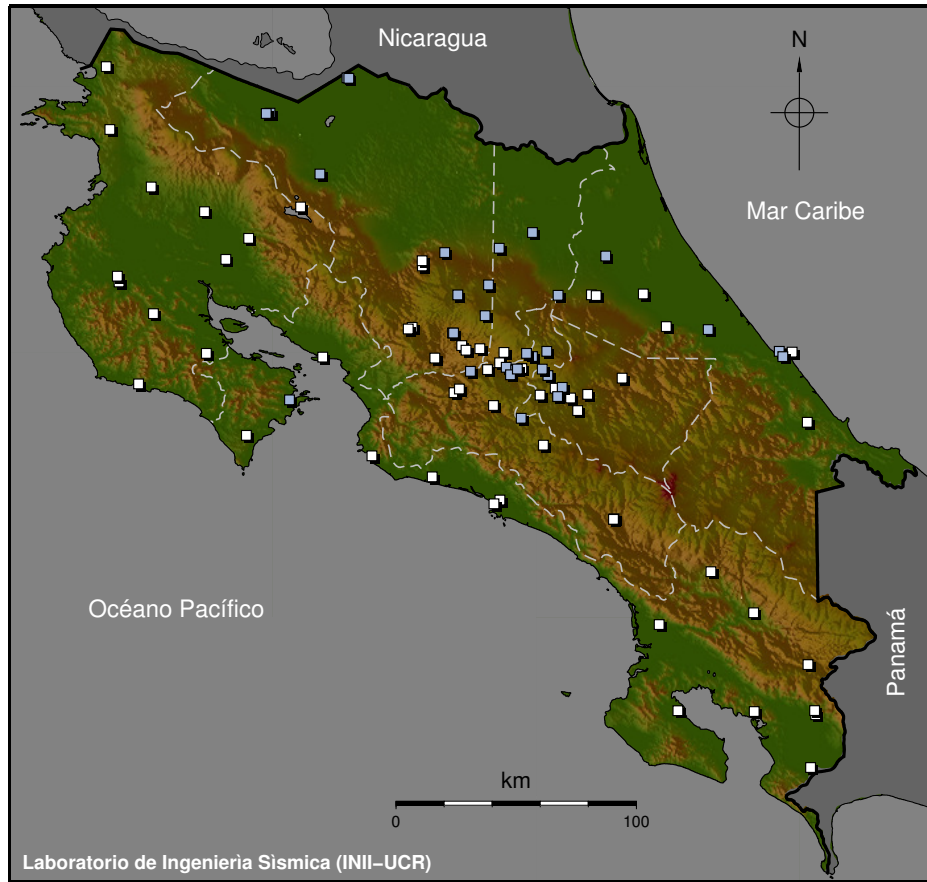 Nicaragua
N
Mar Caribe
Océano Pacífico
Panamá
km
0 100
Laboratorio de Ingenierìa Sìsmica (INII–UCR)